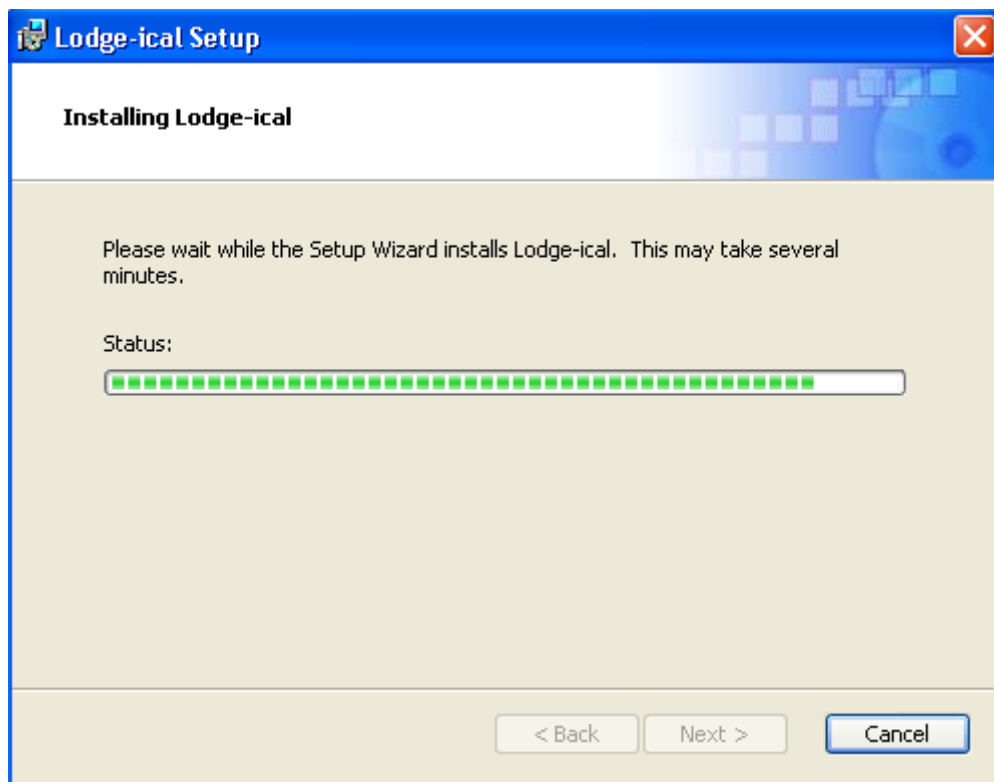 Lodge-ical Setup
Installing Lodge-ical
Please wait while the Setup Wizard installs Lodge-ical.  This may take several
minutes.
Status:
< Back
Next >
Cancel